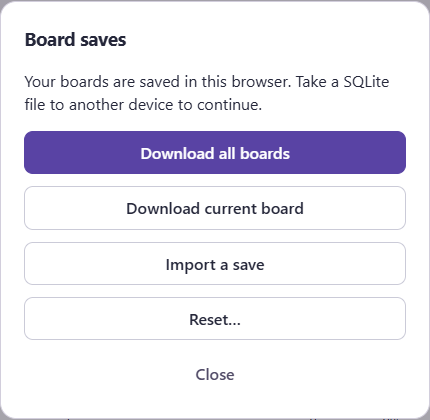 Board saves
Your boards are saved in this browser. Take a SQLite
file to another device to continue.
Download all boards
Download current board
Import a save
Reset...
Close